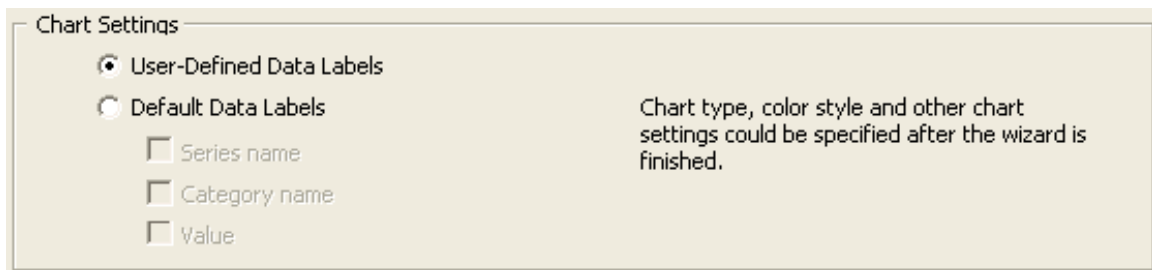 Chart Settings
User-Defined Data Labels
Default Data Labels
Series name
Category name
Value
Chart type, color style and other chart
settings could be specified after the wizard is
finished.